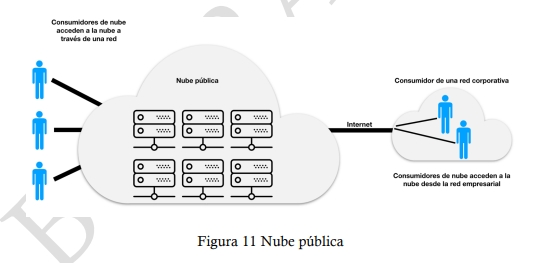 Consumidores de nube
acceden a la nube a
través de una red
Nube pública
Consumidor de una red corporativa
Internet
Consumidores de nube acceden a la
nube desde la red empresarial
Figura 11 Nube pública